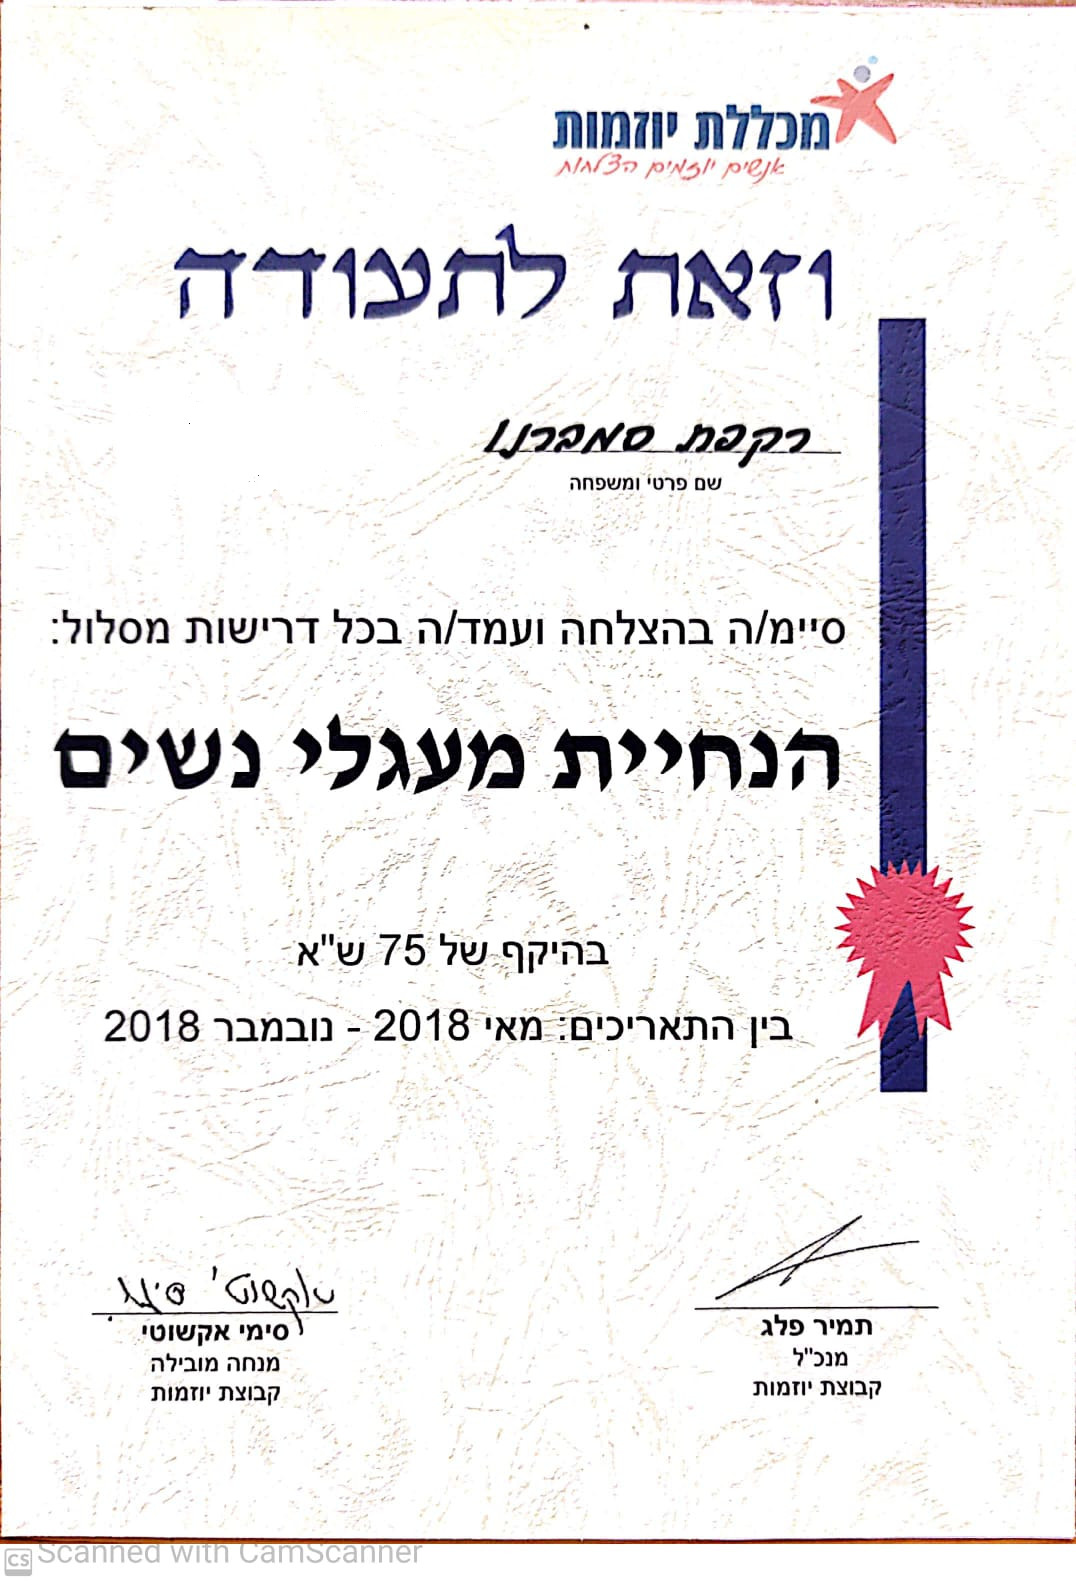 מכללת יוזמות
אנשים יוזמים הצלחות
וזאת לתעודה
רקפת סמברנו
שם פרטי ומשפחה
סיימ/ה בהצלחה ועמד/ה בכל דרישות מסלול:
הנחיית מעגלי נשים
בהיקף של 75 ש"א
בין התאריכים: מאי 2018 - נובמבר 2018
תמיר פלג
מנכ"ל
קבוצת יוזמות
אקשוטי סימי
סימי אקשוטי
מנחה מובילה
קבוצת יוזמות
CS Scanned with CamScanner